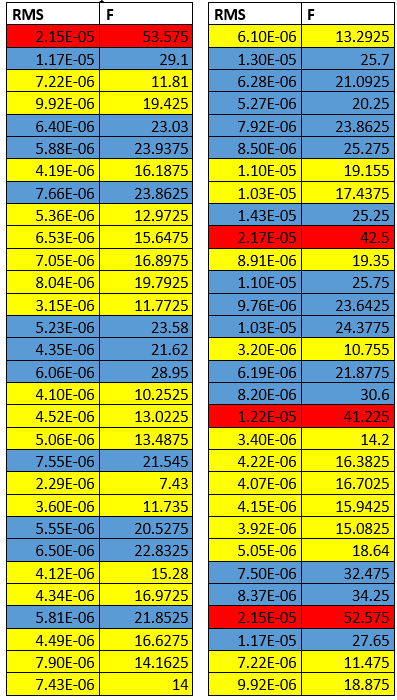 RMS F RMS F
2.15E-05 53.575 6.10E-06 13.2925
1.17E-05 29.1 1.30E-05 25.7
7.22E-06 11.81 6.28E-06 21.0925
9.92E-06 19.425 5.27E-06 20.25
6.40E-06 23.03 7.92E-06 23.8625
5.88E-06 23.9375 8.50E-06 25.275
4.19E-06 16.1875 1.10E-05 19.155
7.66E-06 23.8625 1.03E-05 17.4375
5.36E-06 12.9725 1.43E-05 25.25
6.53E-06 15.6475 2.17E-05 42.5
7.05E-06 16.8975 8.91E-06 19.35
8.04E-06 19.7925 1.10E-05 25.75
3.15E-06 11.7725 9.76E-06 23.6425
5.23E-06 23.58 1.03E-05 24.3775
4.35E-06 21.62 3.20E-06 10.755
6.06E-06 28.95 6.19E-06 21.8775
4.10E-06 10.2525 8.20E-06 30.6
4.52E-06 13.0225 1.22E-05 41.225
5.06E-06 13.4875 3.40E-06 14.2
7.55E-06 21.545 4.22E-06 16.3825
2.29E-06 7.43 4.07E-06 16.7025
3.60E-06 11.735 4.15E-06 15.9425
5.55E-06 20.5275 3.92E-06 15.0825
6.50E-06 22.8325 5.05E-06 18.64
4.12E-06 15.28 7.50E-06 32.475
4.34E-06 16.9725 8.37E-06 34.25
5.81E-06 21.8525 2.15E-05 52.575
4.49E-06 16.6275 1.17E-05 27.65
7.90E-06 14.1625 7.22E-06 11.475
7.43E-06 14 9.92E-06 18.875